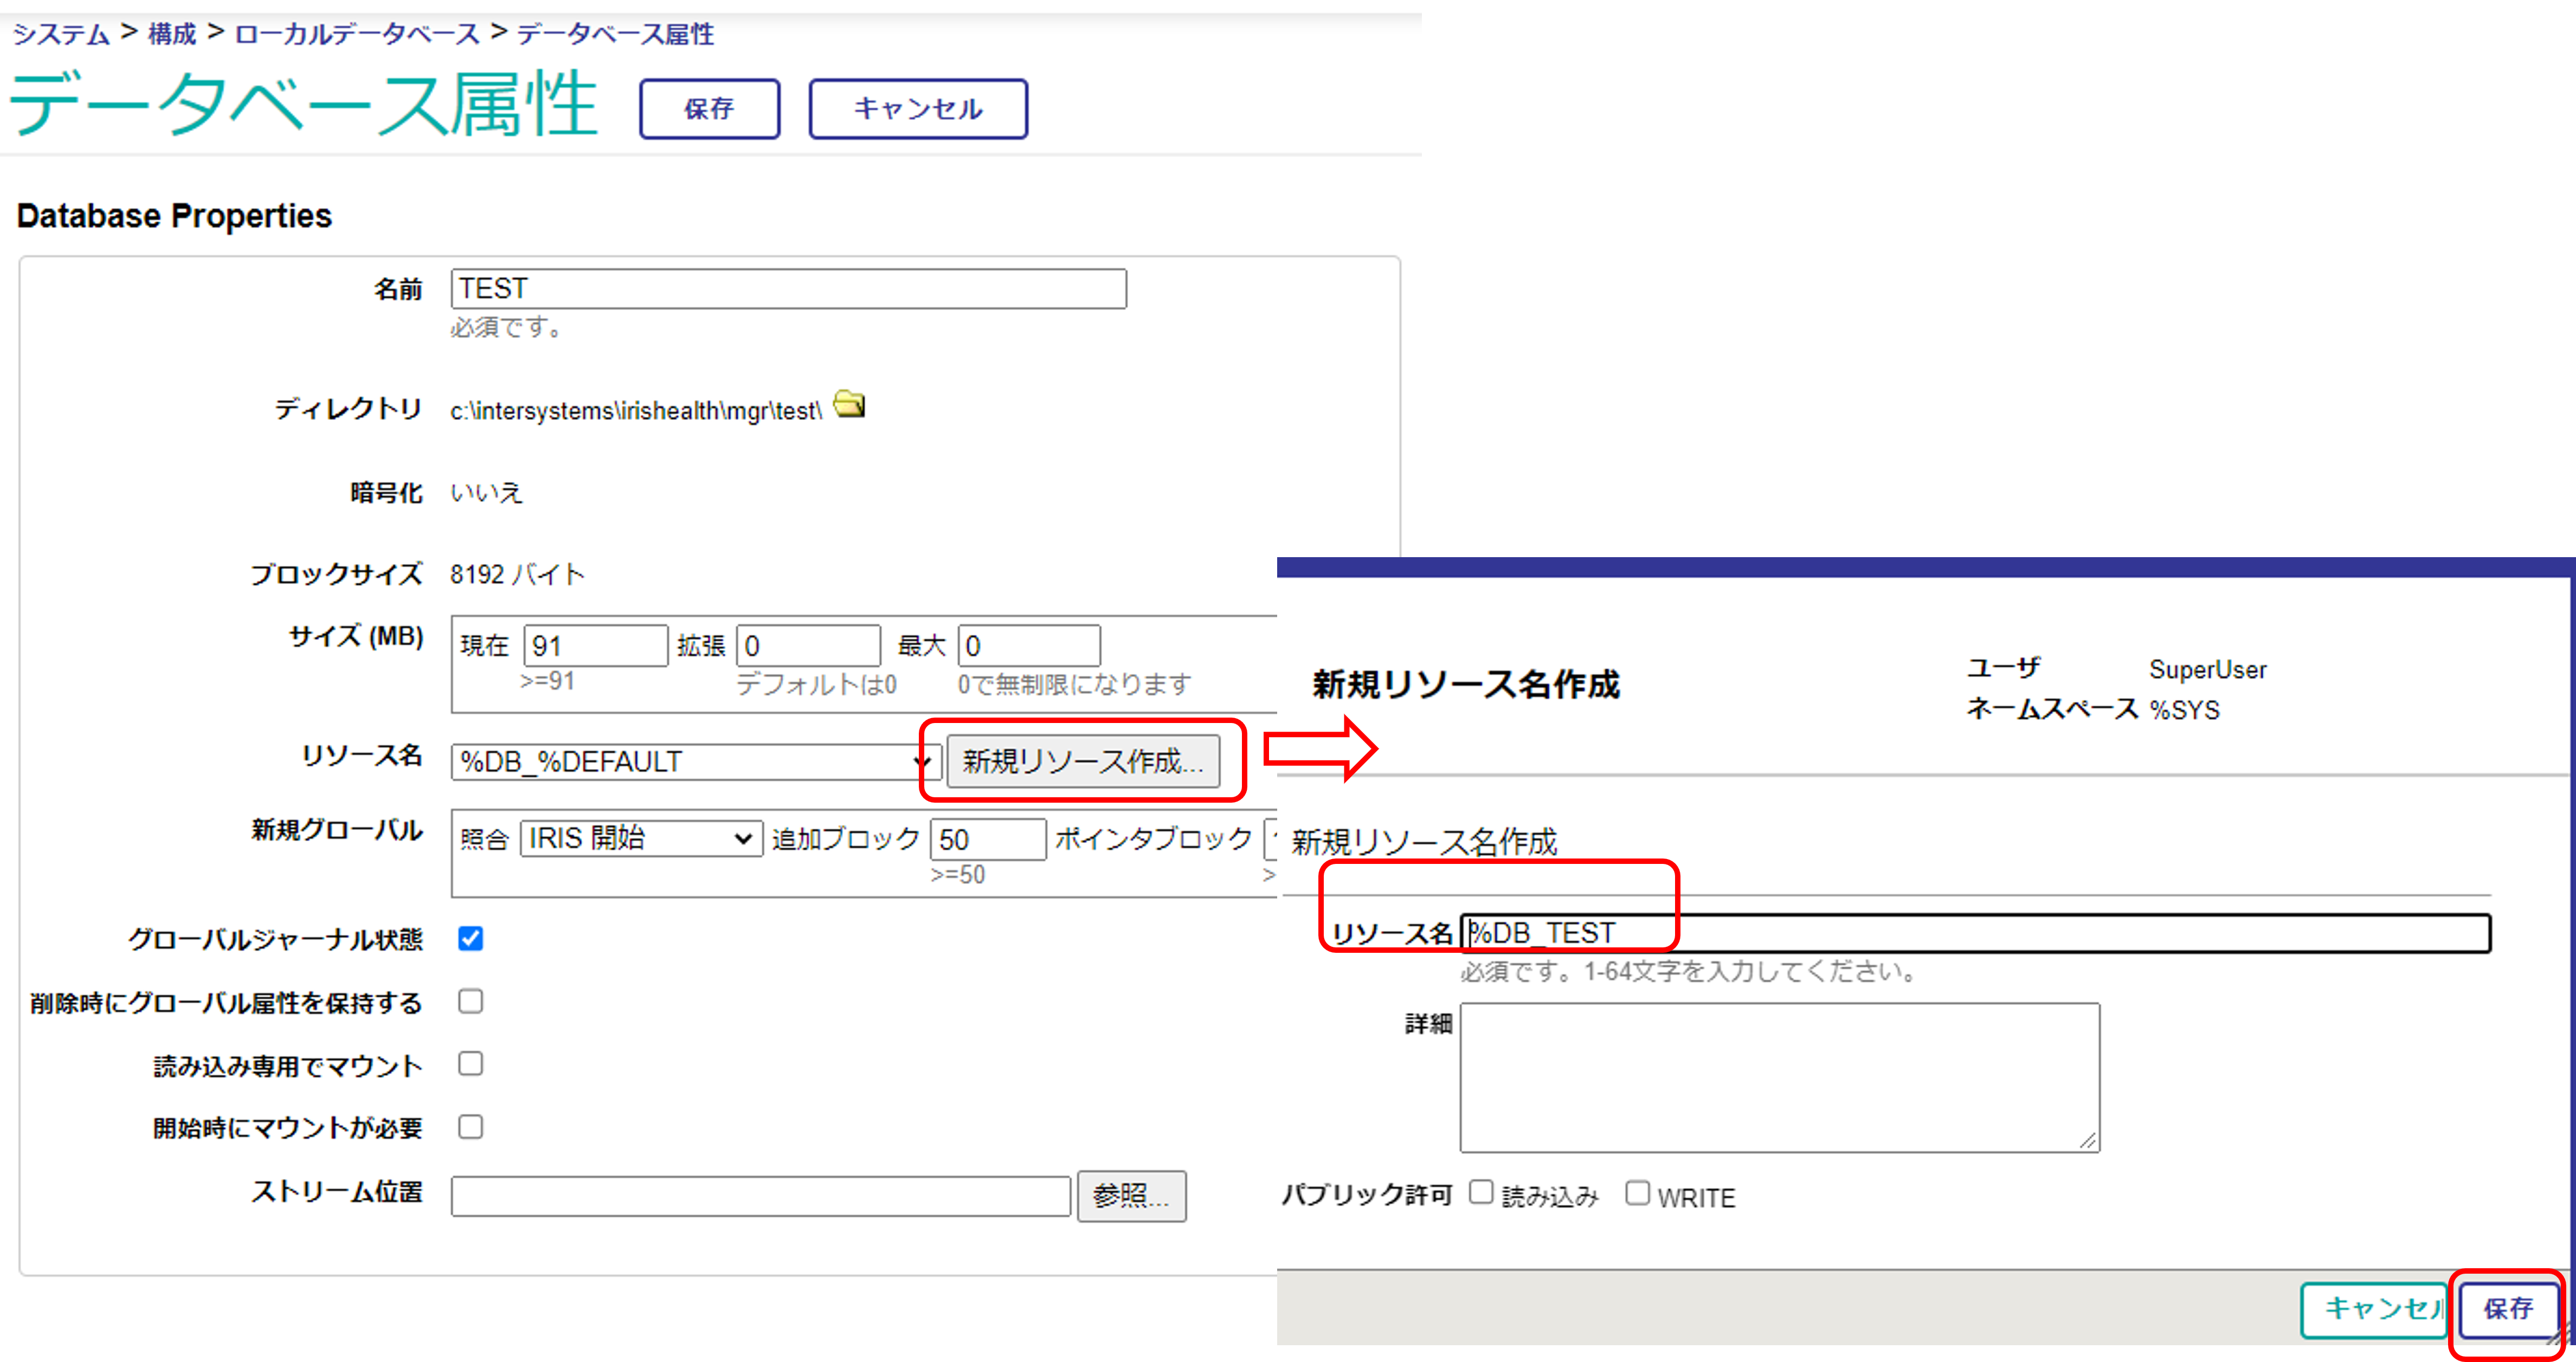 システム > 構成 > ローカルデータベース > データベース属性
データベース属性 保存 キャンセル
Database Properties
名前 TEST
必須です。
ディレクトリ c:\intersystems\irishealth\mgr\test\
暗号化 いいえ
ブロックサイズ 8192 バイト
サイズ (MB) 現在 91 拡張 0 最大 0
>=91 デフォルトは0 0で無制限になります
リソース名 %DB_%DEFAULT 新規リソース作成...
新規グローバル 照合 IRIS 開始 追加ブロック 50 ポインタブロック
>=50 >
グローバルジャーナル状態
削除時にグローバル属性を保持する
読み込み専用でマウント
開始時にマウントが必要
ストリーム位置 参照...
新規リソース名作成
ユーザ SuperUser
ネームスペース %SYS
新規リソース名作成
リソース名 %DB_TEST
必須です。1-64文字を入力してください。
詳細
パブリック許可 読み込み WRITE
キャンセル 保存